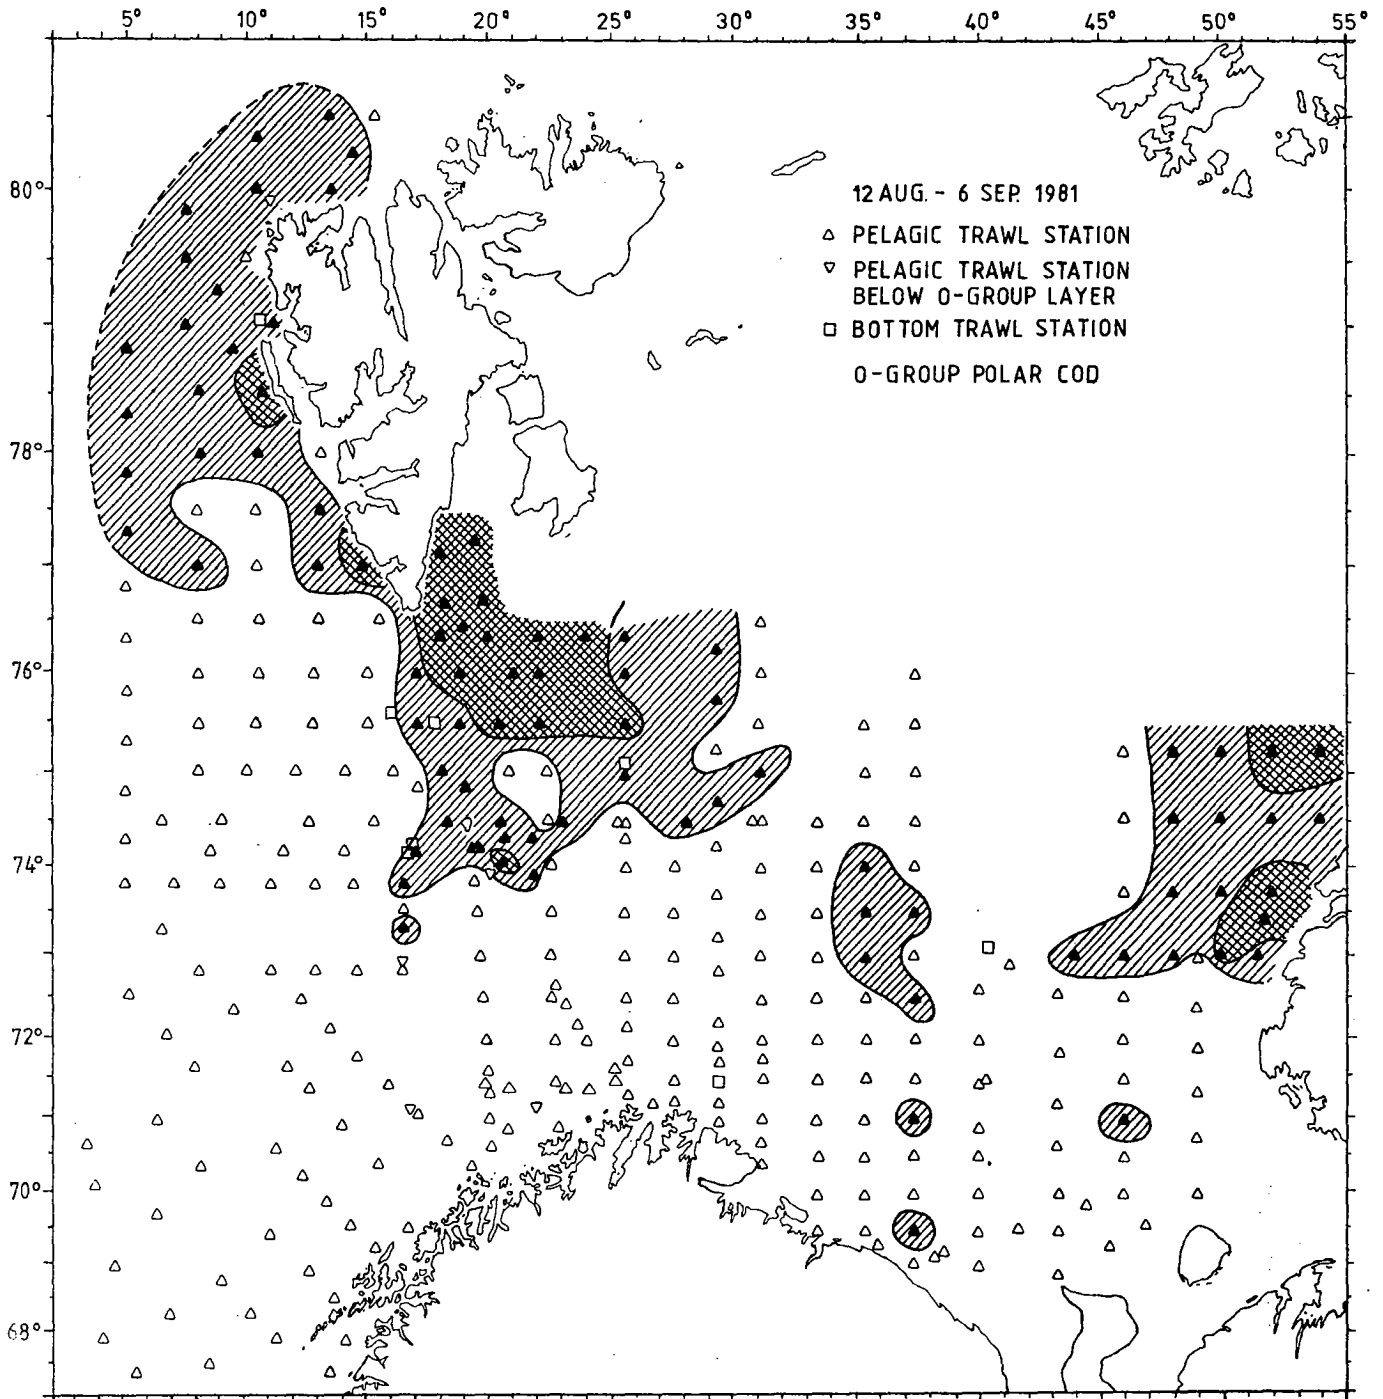 5° 10° 15° 20° 25° 30° 35° 40° 45° 50° 55°
80°
78°
76°
74°
72°
70°
68°
12 AUG. - 6 SEP. 1981
PELAGIC TRAWL STATION
PELAGIC TRAWL STATION
BELOW 0-GROUP LAYER
BOTTOM TRAWL STATION
0-GROUP POLAR COD